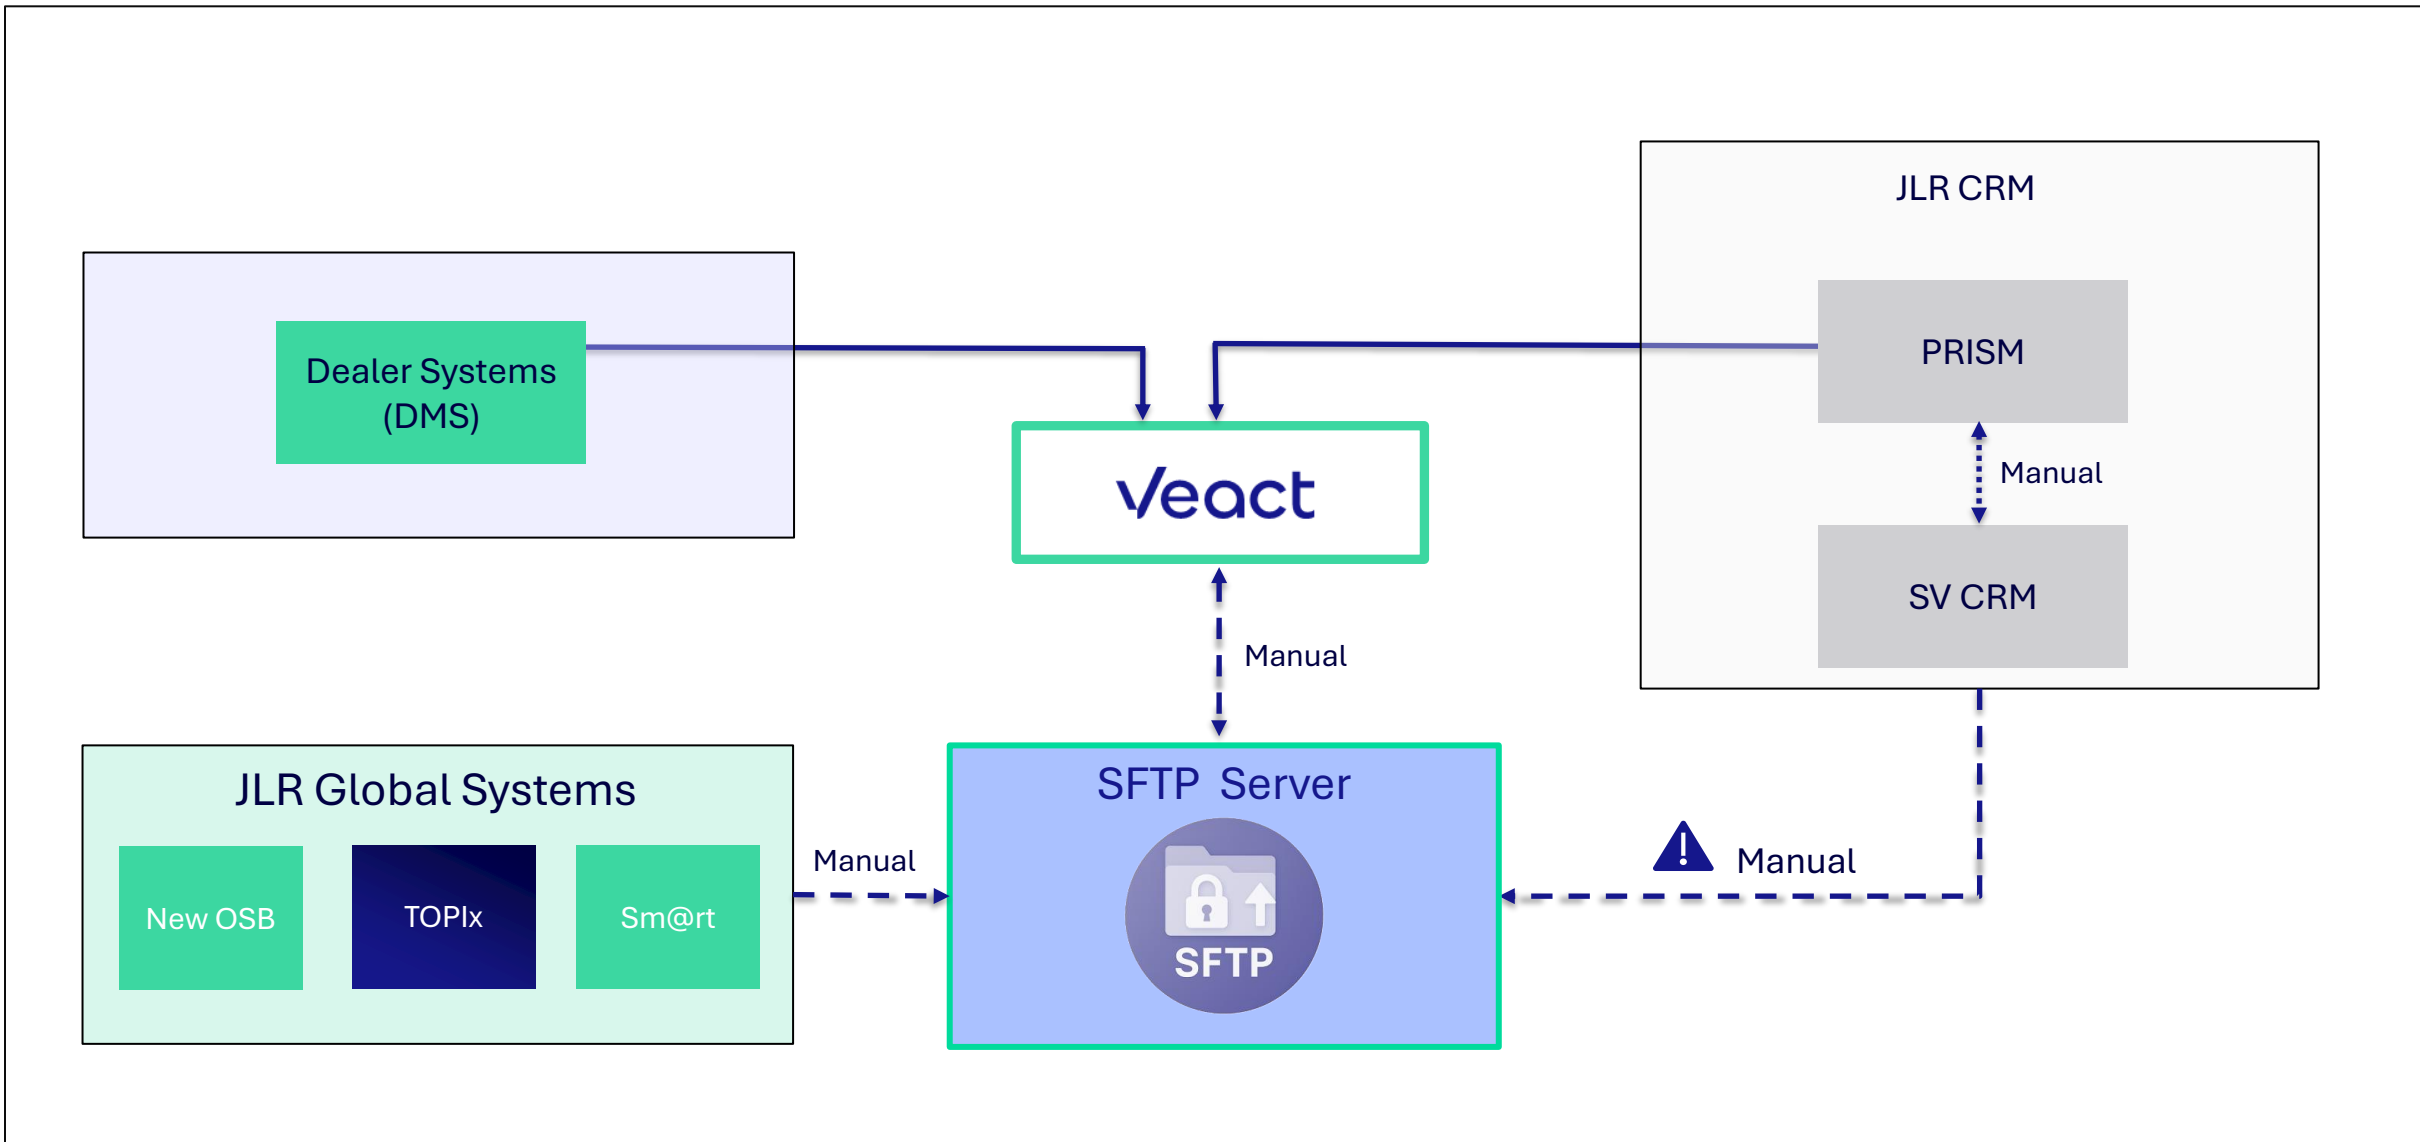 JLR CRM
PRISM
Manual
SV CRM
Dealer Systems
(DMS)
veact
Manual
JLR Global Systems
New OSB
TOPIx
Sm@rt
Manual
SFTP Server
SFTP
Manual